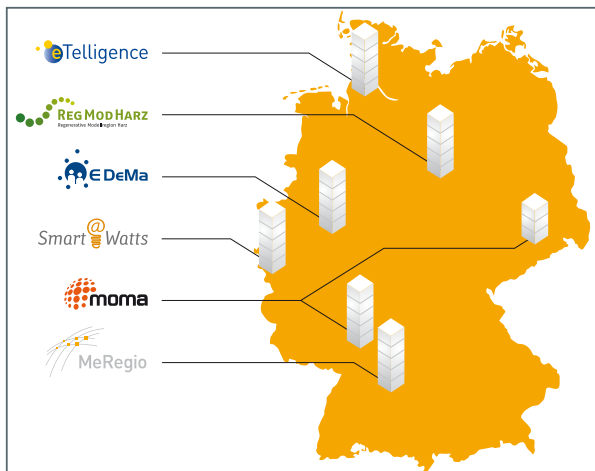 eTelligence
RegModHarz
Regenerative Modellregion Harz
E DeMa
Smart@Watts
moma
MeRegio